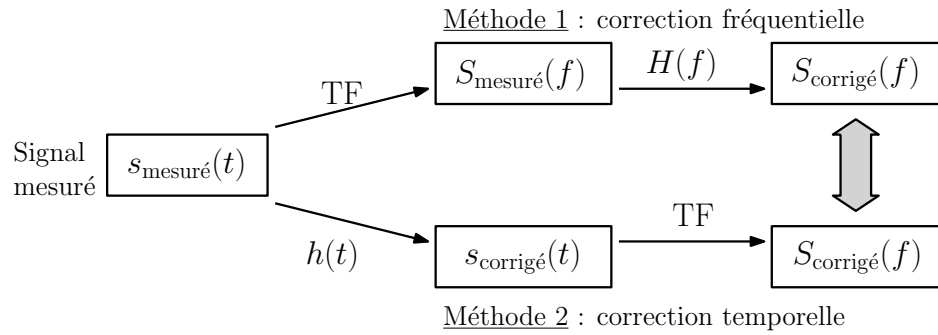 Méthode 1 : correction fréquentielle
S_mesuré(f)
H(f)
S_corrigé(f)
TF
Signal
mesuré
s_mesuré(t)
h(t)
s_corrigé(t)
TF
S_corrigé(f)
Méthode 2 : correction temporelle